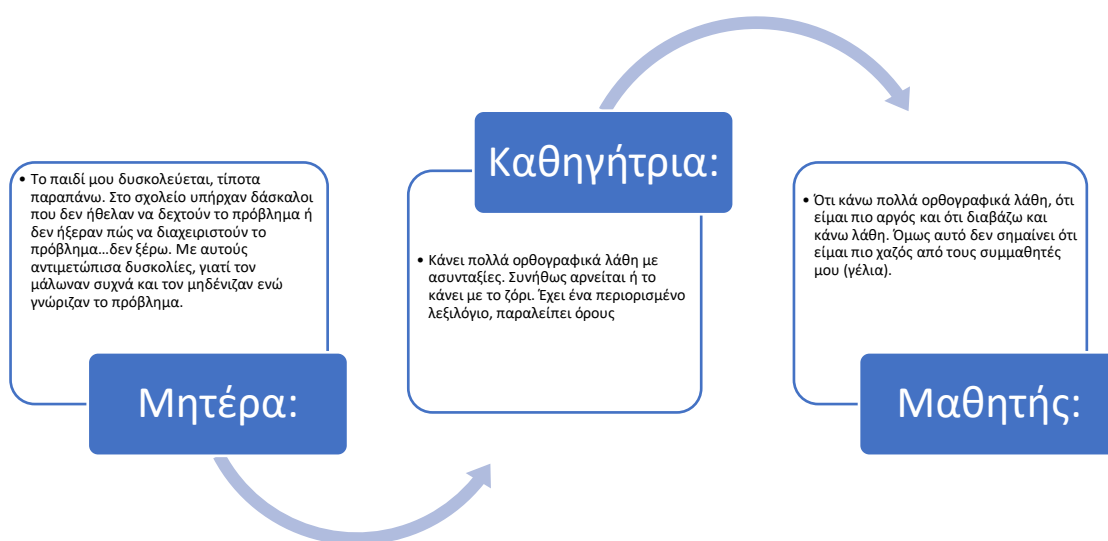 • Το παιδί μου δυσκολεύεται, τίποτα
παραπάνω. Στο σχολείο υπήρχαν δάσκαλοι
που δεν ήθελαν να δεχτούν το πρόβλημα ή
δεν ήξεραν πώς να διαχειριστούν το
πρόβλημα...δεν ξέρω. Με αυτούς
αντιμετώπισα δυσκολίες, γιατί τον
μάλωναν συχνά και τον μηδένιζαν ενώ
γνώριζαν το πρόβλημα.
Μητέρα:
Καθηγήτρια:
• Κάνει πολλά ορθογραφικά λάθη με
ασυνταξίες. Συνήθως αρνείται ή το
κάνει με το ζόρι. Έχει ένα περιορισμένο
λεξιλόγιο, παραλείπει όρους
• Ότι κάνω πολλά ορθογραφικά λάθη, ότι
είμαι πιο αργός και ότι διαβάζω και
κάνω λάθη. Όμως αυτό δεν σημαίνει ότι
είμαι πιο χαζός από τους συμμαθητές
μου (γέλια).
Μαθητής: